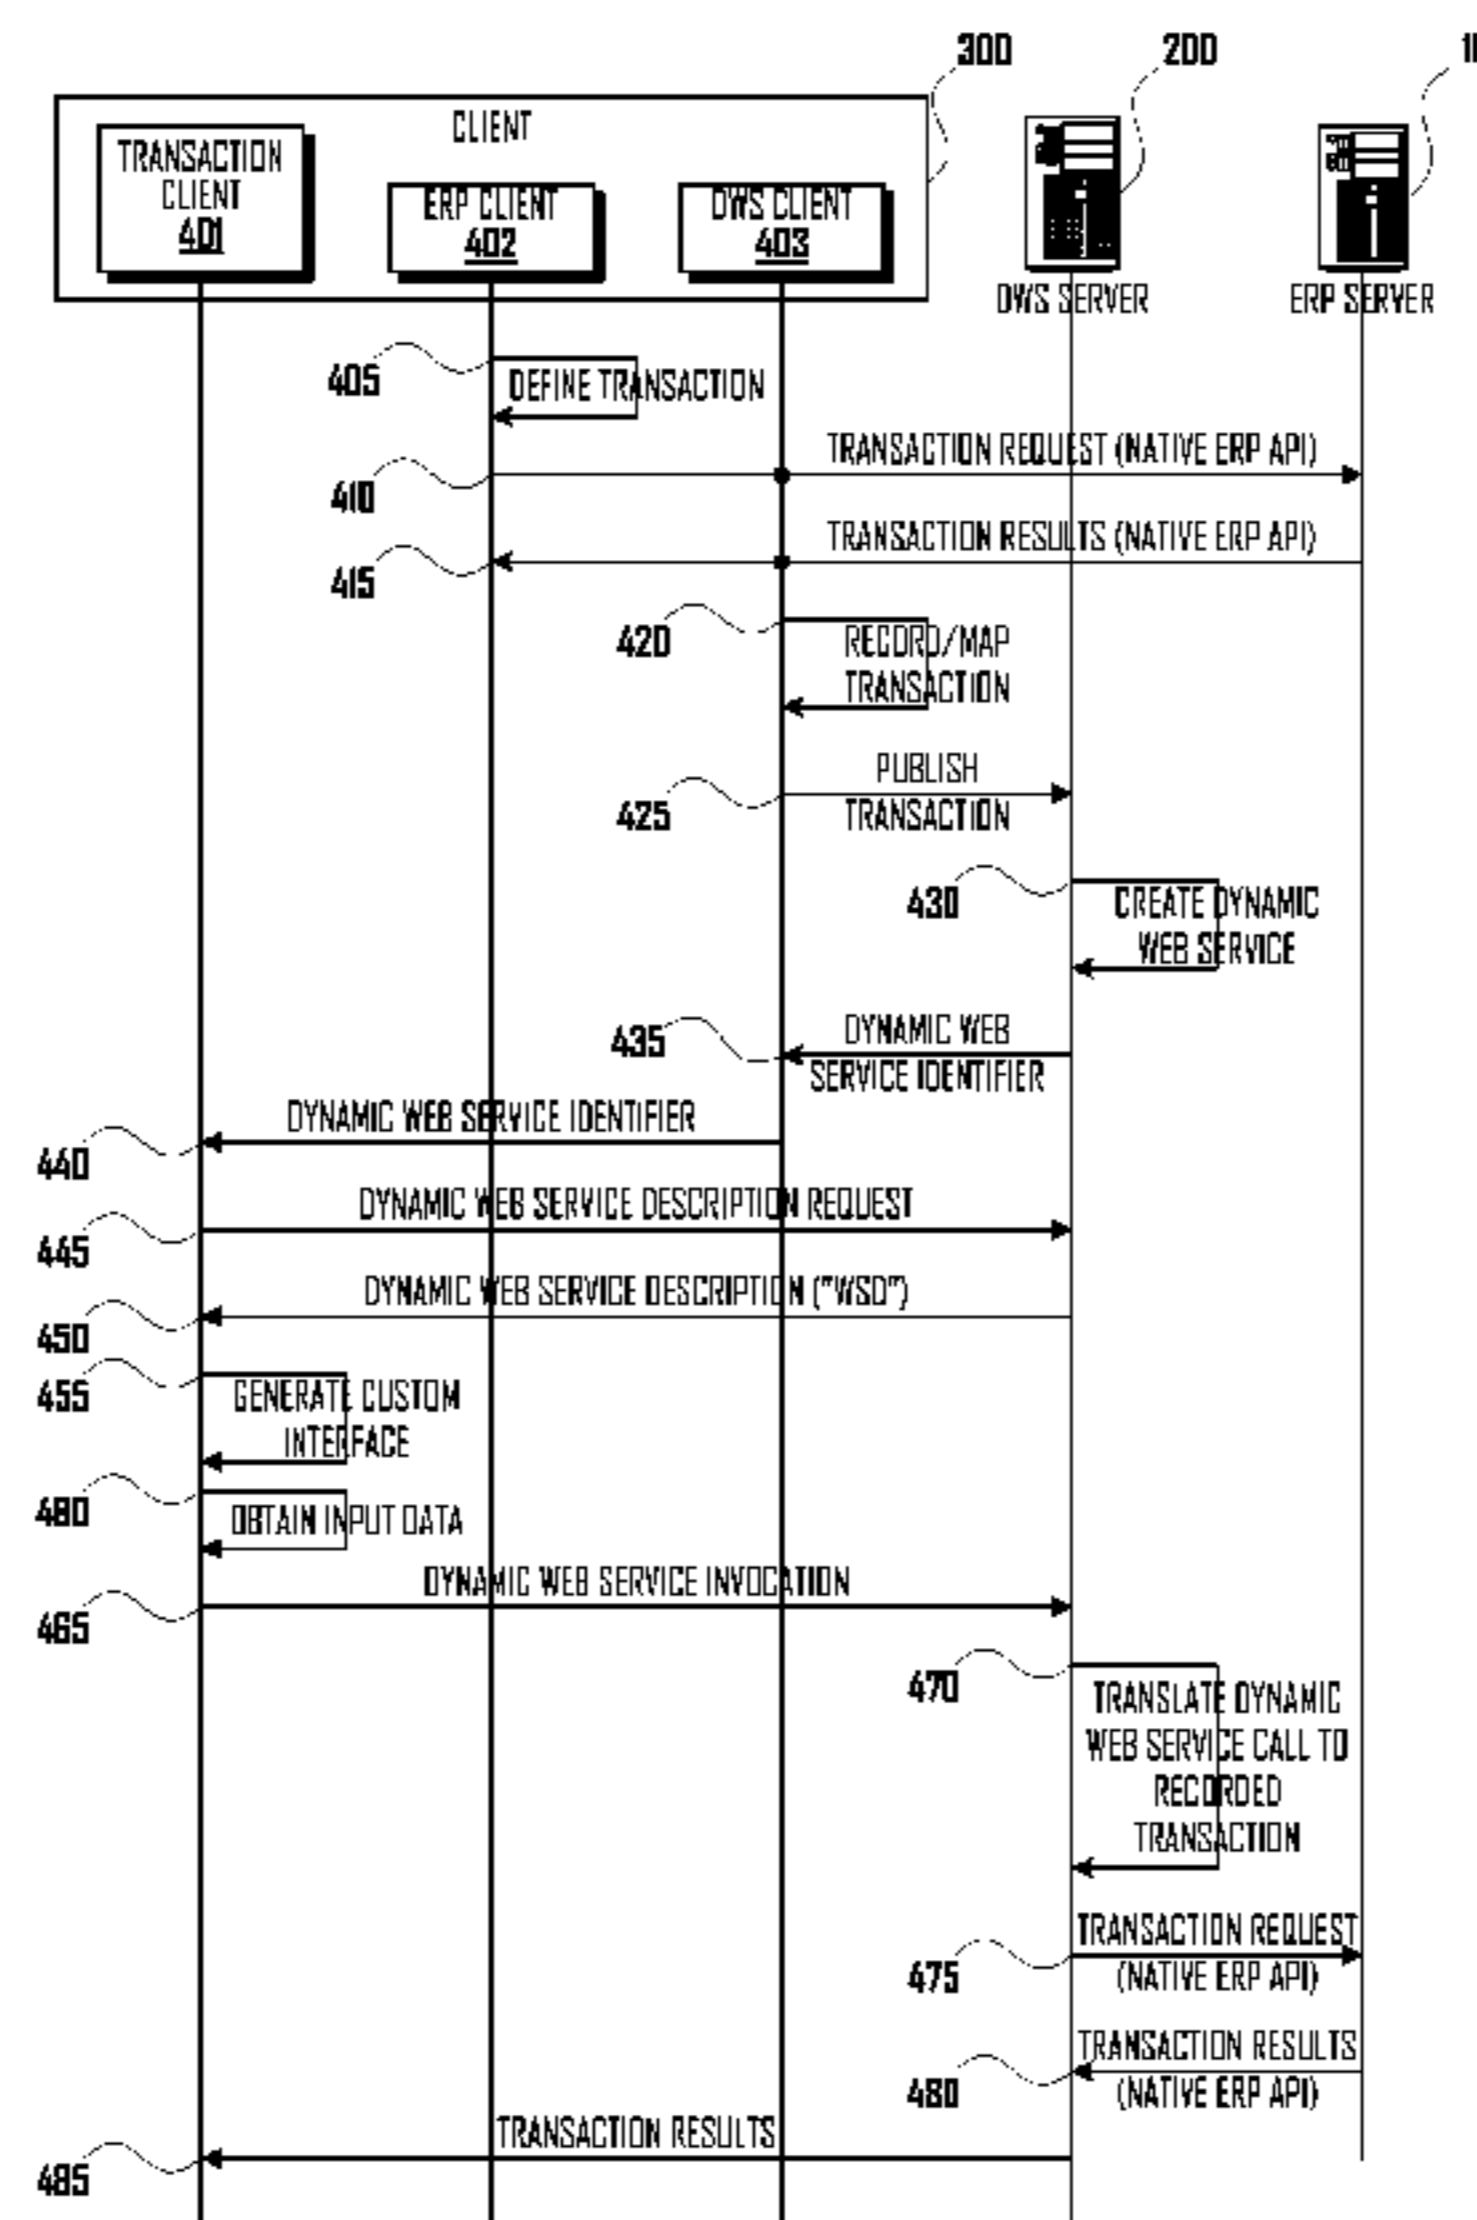 300
200
CLIENT
TRANSACTION
CLIENT
401
ERP CLIENT
402
DWS CLIENT
403
DWS SERVER
ERP SERVER
405
DEFINE TRANSACTION
TRANSACTION REQUEST (NATIVE ERP API)
410
TRANSACTION RESULTS (NATIVE ERP API)
415
420
RECORD/MAP
TRANSACTION
PUBLISH
425
TRANSACTION
430
CREATE DYNAMIC
WEB SERVICE
435
DYNAMIC WEB
SERVICE IDENTIFIER
DYNAMIC WEB SERVICE IDENTIFIER
440
DYNAMIC WEB SERVICE DESCRIPTION REQUEST
445
DYNAMIC WEB SERVICE DESCRIPTION ("WSD")
450
455
GENERATE CUSTOM
INTERFACE
480
OBTAIN INPUT DATA
DYNAMIC WEB SERVICE INVOCATION
465
470
TRANSLATE DYNAMIC
WEB SERVICE CALL TO
RECORDED
TRANSACTION
TRANSACTION REQUEST
475
(NATIVE ERP API)
TRANSACTION RESULTS
480
(NATIVE ERP API)
TRANSACTION RESULTS
485